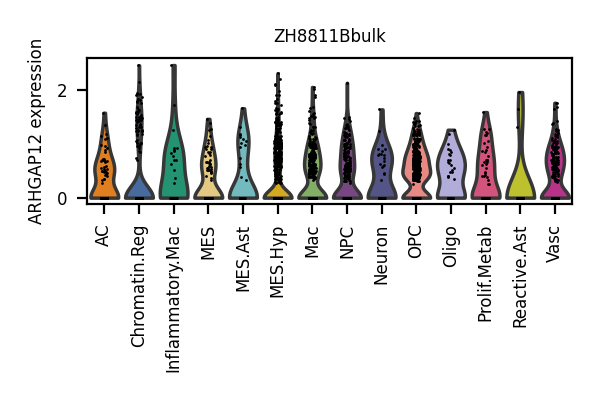 ZH8811Bbulk
ARHGAP12 expression
2
0
AC
Chromatin.Reg
Inflammatory.Mac
MES
MES.Ast
MES.Hyp
Mac
NPC
Neuron
OPC
Oligo
Prolif.Metab
Reactive.Ast
Vasc